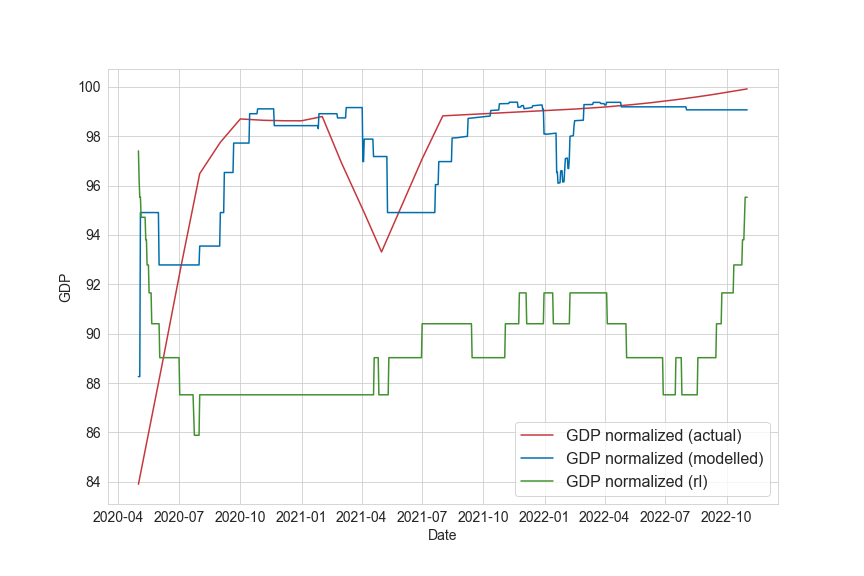 100
98
96
94
92
90
88
86
84
GDP
GDP normalized (actual)
GDP normalized (modelled)
GDP normalized (rl)
2020-04 2020-07 2020-10 2021-01 2021-04 2021-07 2021-10 2022-01 2022-04 2022-07 2022-10
Date